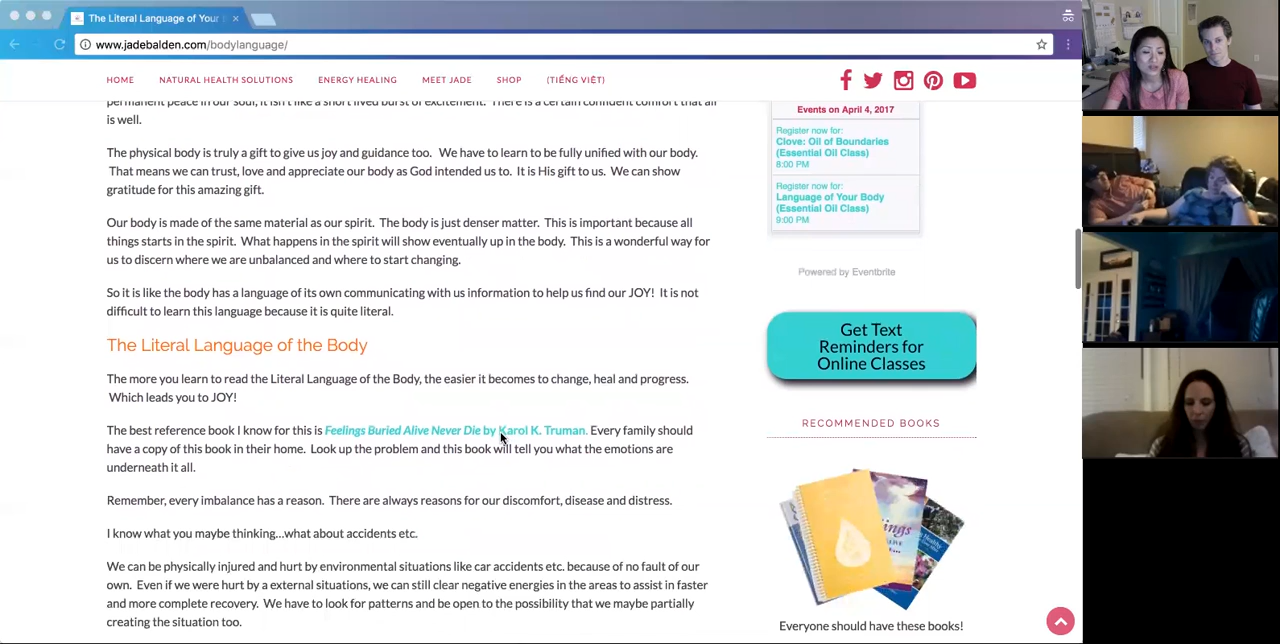 The Literal Language of Your
www.jadebalden.com/bodylanguage/
HOME NATURAL HEALTH SOLUTIONS ENERGY HEALING MEET JADE SHOP (TIẾNG VIỆT)
permanent peace in our soul, it isn't like a short lived burst of excitement. There is a certain confident comfort that all
is well.
The physical body is truly a gift to give us joy and guidance too. We have to learn to be fully unified with our body.
That means we can trust, love and appreciate our body as God intended us to. It is His gift to us. We can show
gratitude for this amazing gift.
Our body is made of the same material as our spirit. The body is just denser matter. This is important because all
things starts in the spirit. What happens in the spirit will show eventually up in the body. This is a wonderful way for
us to discern where we are unbalanced and where to start changing.
So it is like the body has a language of its own communicating with us information to help us find our JOY! It is not
difficult to learn this language because it is quite literal.
The Literal Language of the Body
The more you learn to read the Literal Language of the Body, the easier it becomes to change, heal and progress.
Which leads you to JOY!
The best reference book I know for this is Feelings Buried Alive Never Die by Karol K. Truman. Every family should
have a copy of this book in their home. Look up the problem and this book will tell you what the emotions are
underneath it all.
Remember, every imbalance has a reason. There are always reasons for our discomfort, disease and distress.
I know what you maybe thinking…what about accidents etc.
We can be physically injured and hurt by environmental situations like car accidents etc. because of no fault of our
own. Even if we were hurt by a external situations, we can still clear negative energies in the areas to assist in faster
and more complete recovery. We have to look for patterns and be open to the possibility that we maybe partially
creating the situation too.
Events on April 4, 2017
Register now for:
Clove: Oil of Boundaries
(Essential Oil Class)
8:00 PM
Register now for:
Language of Your Body
(Essential Oil Class)
9:00 PM
Powered by Eventbrite
Get Text
Reminders for
Online Classes
RECOMMENDED BOOKS
Everyone should have these books!